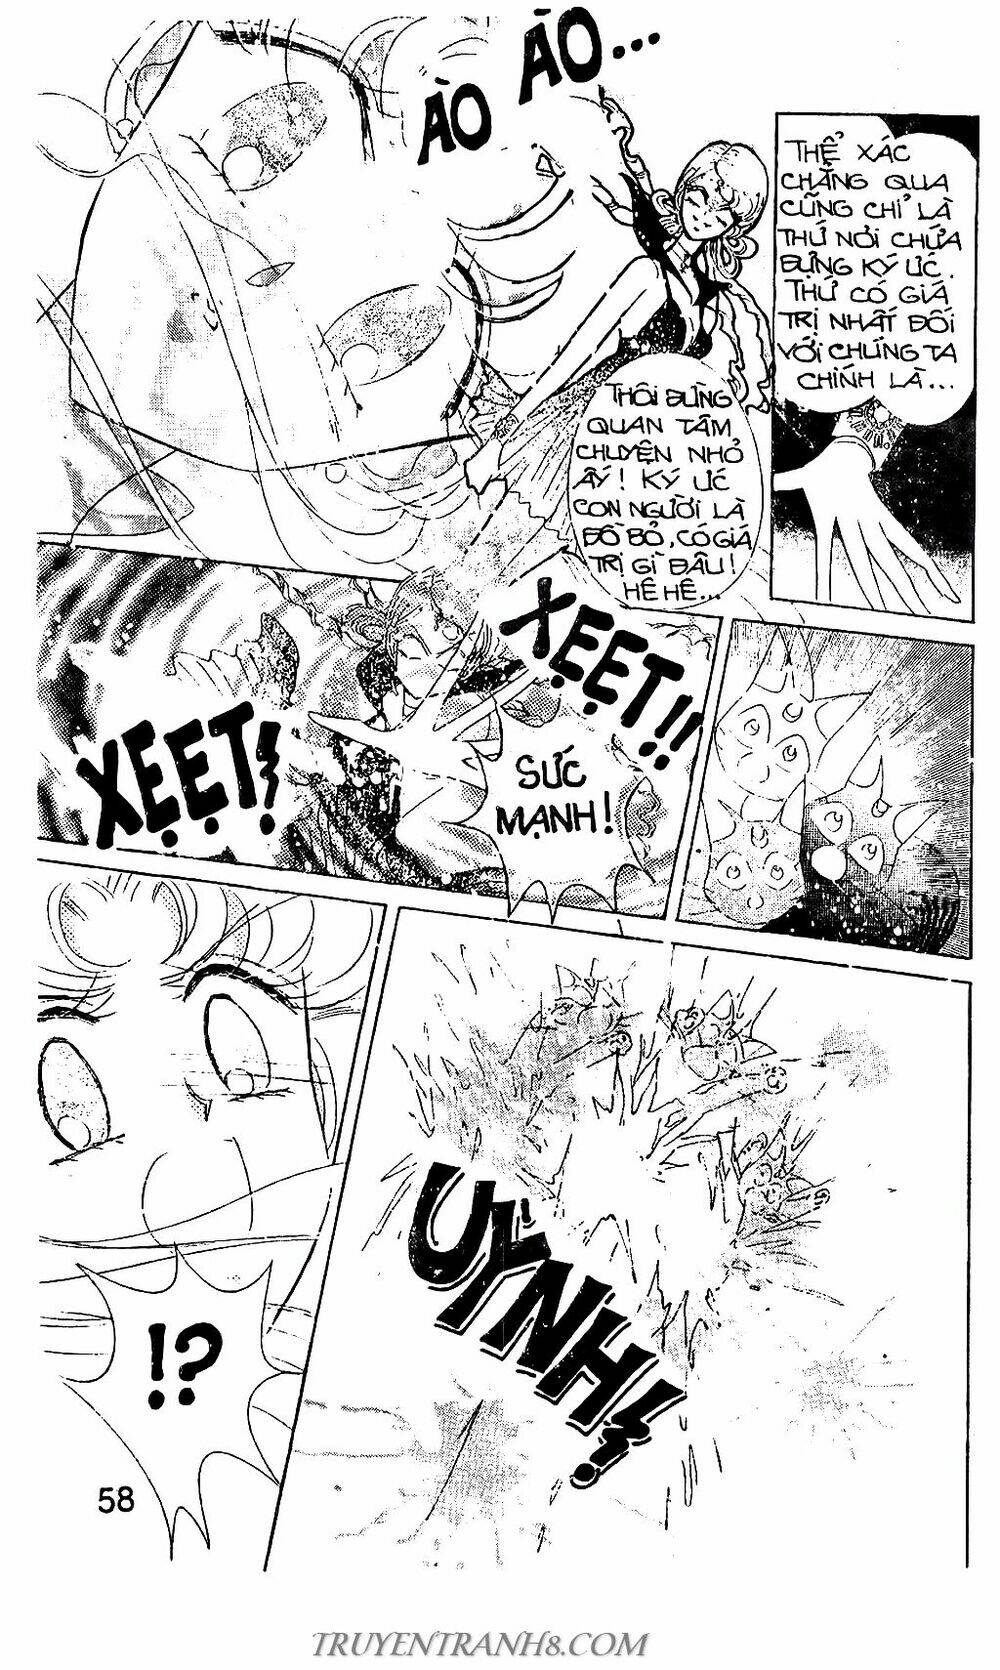 ÀO
ÀO...
THỂ XÁC
CHẲNG QUA
CŨNG CHỈ LÀ
THỨ NƠI CHỨA
ĐỰNG KÝ ỨC.
THỨ CÓ GIÁ
TRỊ NHẤT ĐỐI
VỚI CHÚNG TA
CHÍNH LÀ...
THÔI ĐỪNG
QUAN TÂM
CHUYỆN NHỎ
ẤY! KÝ ƯC
CON NGƯỜI LÀ
ĐỒ BỎ, CÓ GIÁ
TRỊ GÌ ĐÂU!
HÊ HÊ...
XẸẸT!
XẸẸT!!
SỨC
MẠNH!
!?
UỲNH!
58
TRUYENTRANH8.COM